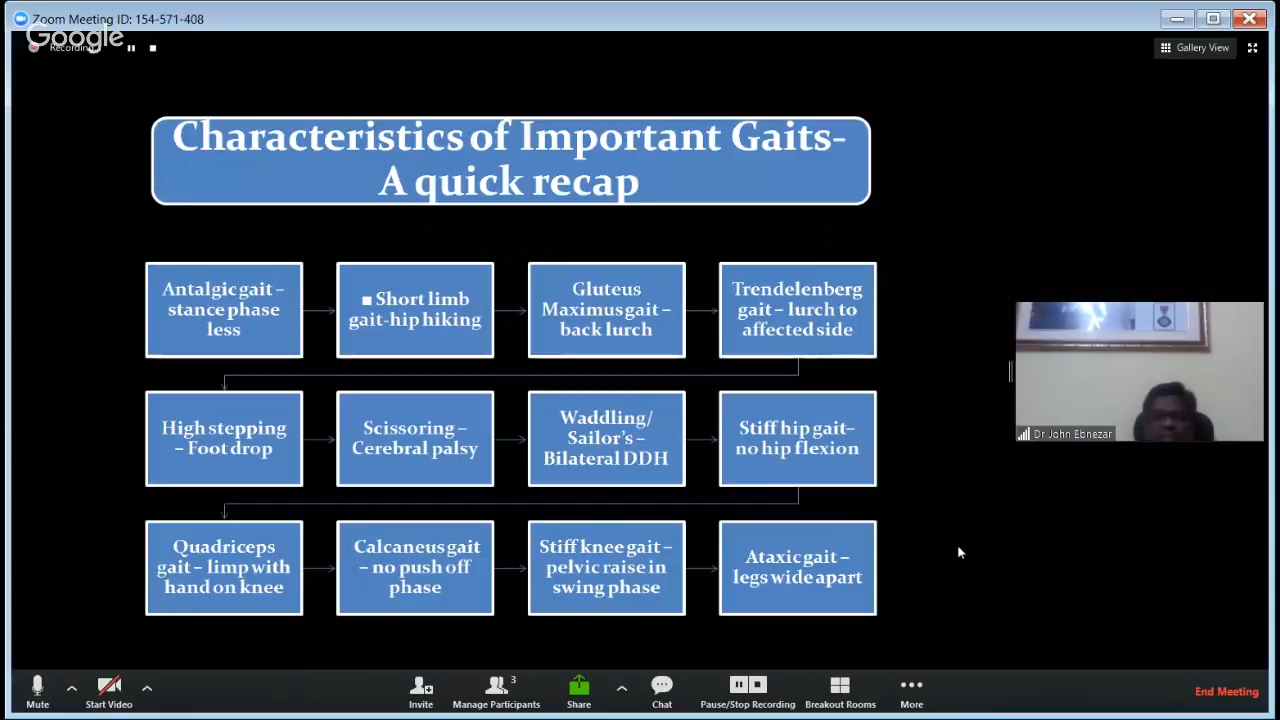 Zoom Meeting ID: 154-571-408
Google
Recording
Gallery View
Characteristics of Important Gaits-
A quick recap
Antalgic gait –
stance phase
less
■ Short limb
gait-hip hiking
Gluteus
Maximus gait –
back lurch
Trendelenberg
gait – lurch to
affected side
High stepping
– Foot drop
Scissoring –
Cerebral palsy
Waddling/
Sailor's –
Bilateral DDH
Stiff hip gait–
no hip flexion
Quadriceps
gait – limp with
hand on knee
Calcaneus gait
– no push off
phase
Stiff knee gait –
pelvic raise in
swing phase
Ataxic gait –
legs wide apart
Dr John Ebnezar
Mute
Start Video
Invite
3
Manage Participants
Share
Chat
Pause/Stop Recording
Breakout Rooms
More
End Meeting